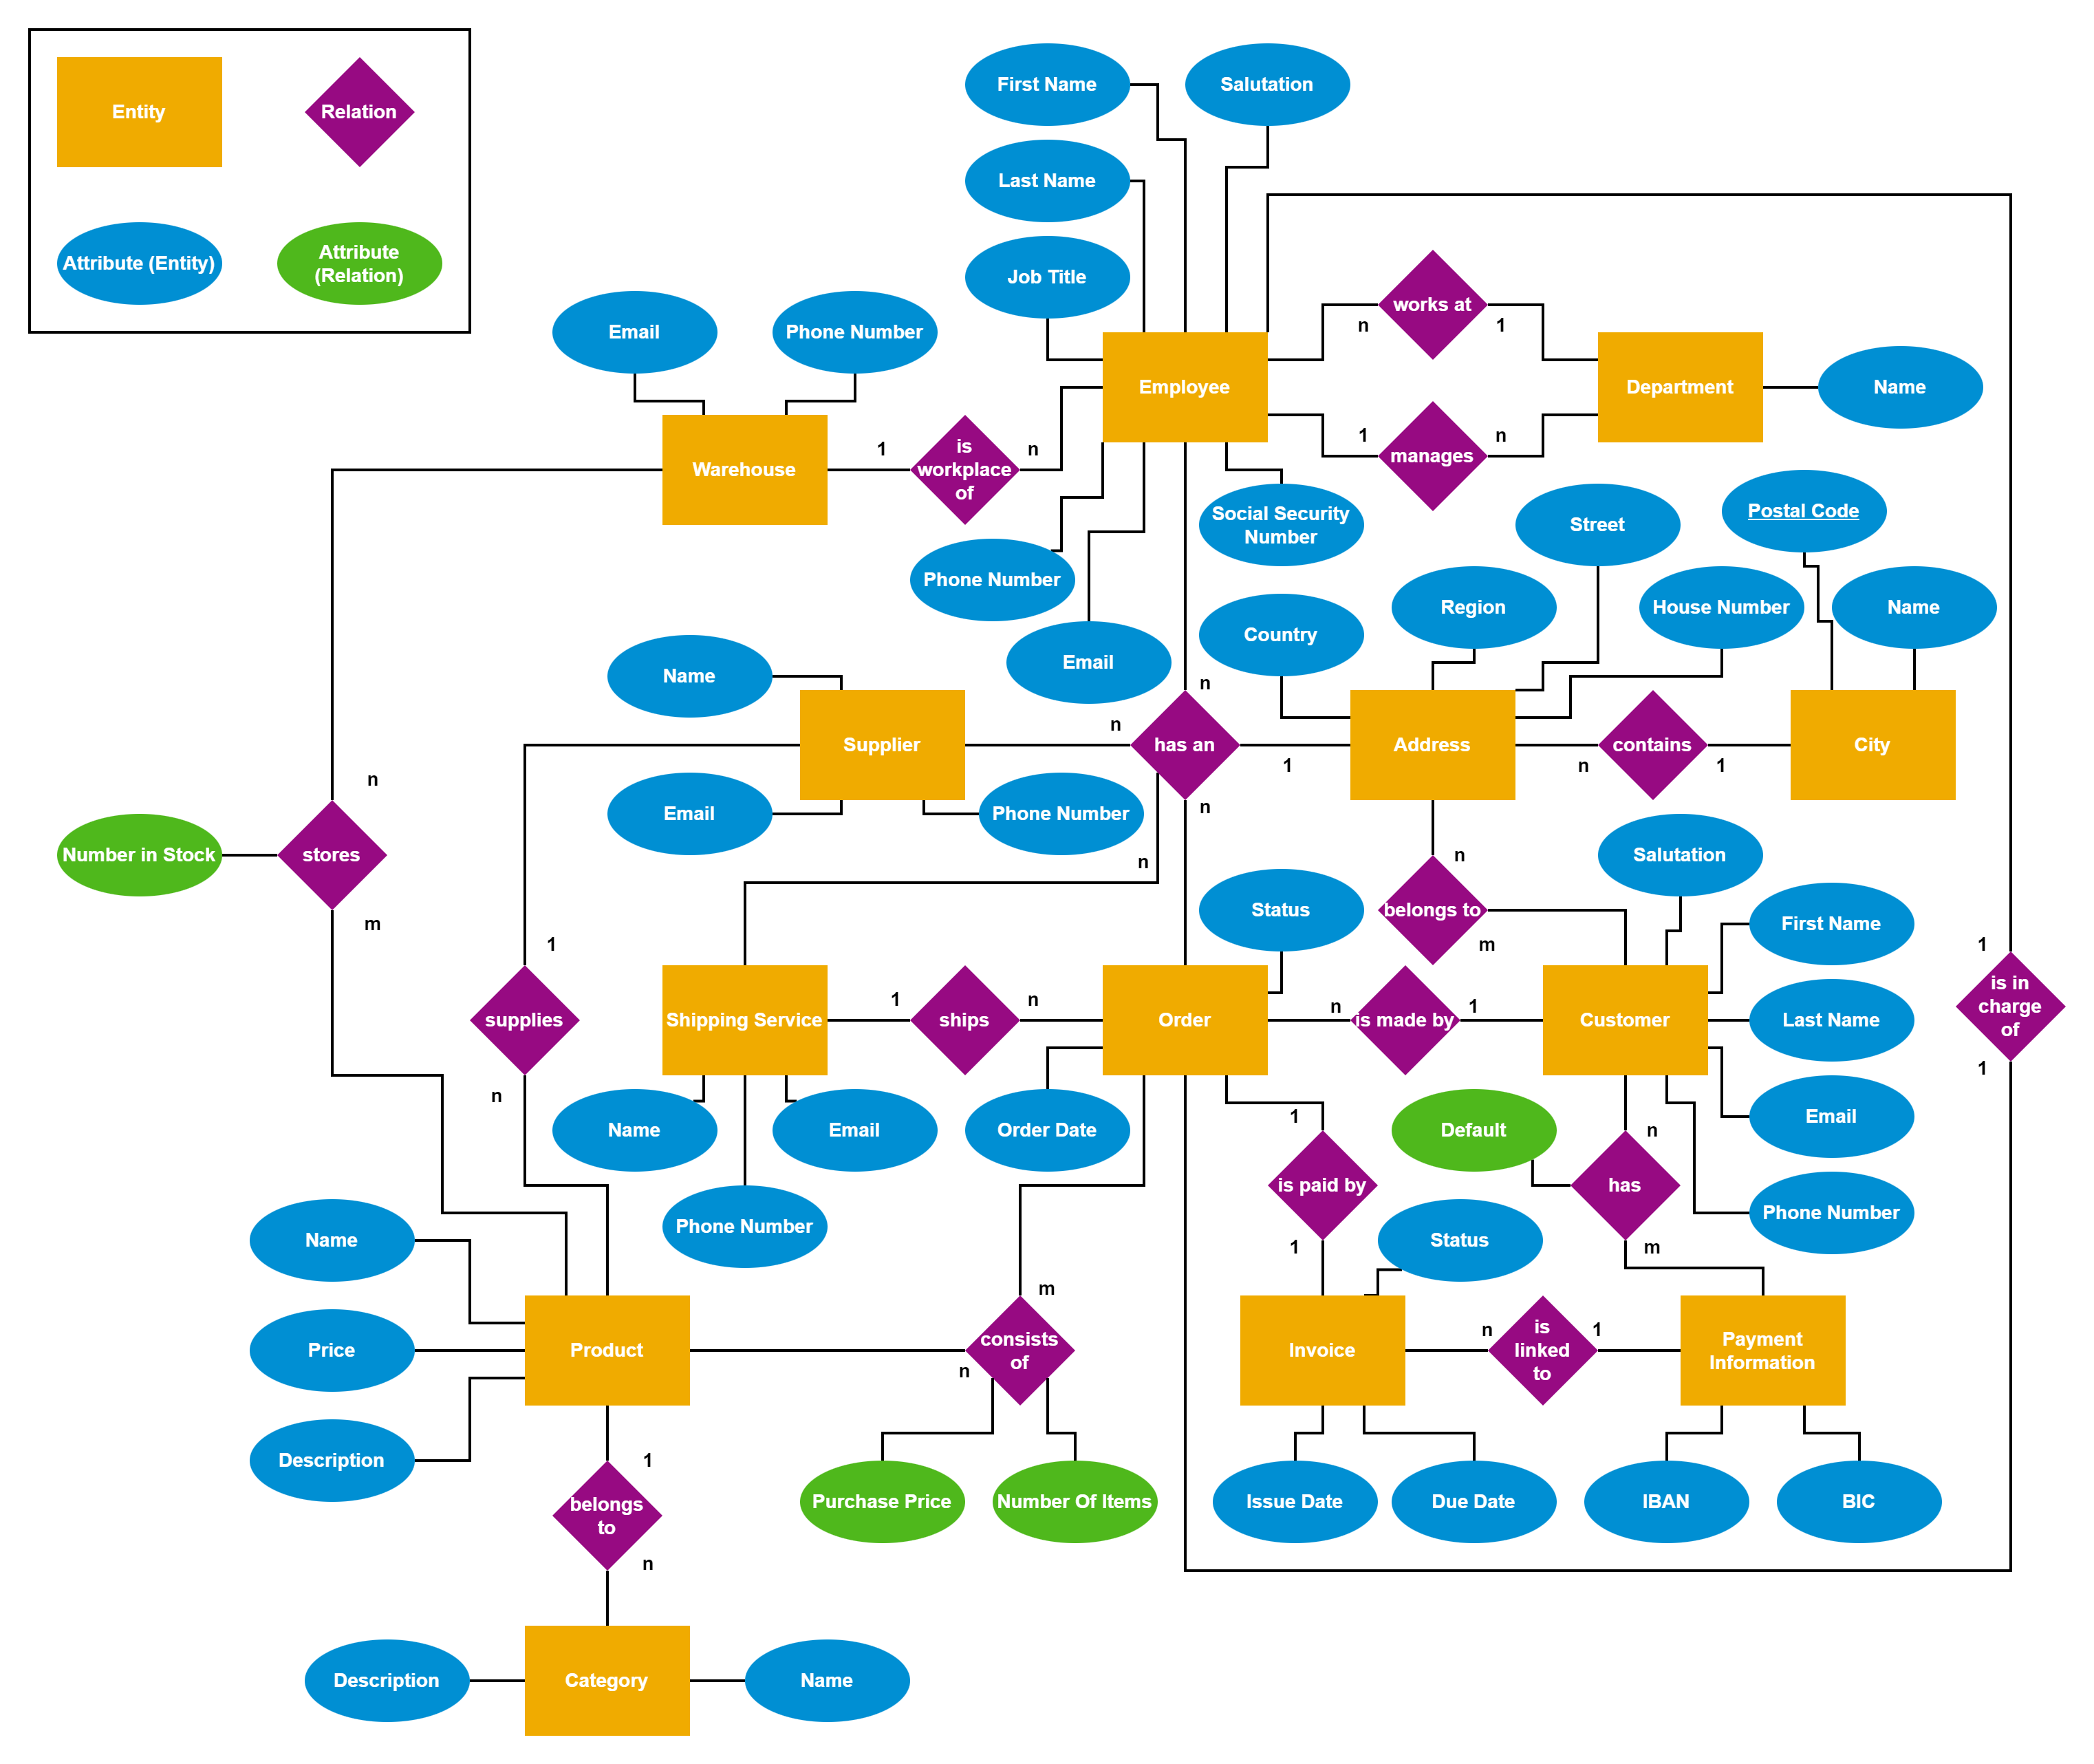 First Name
Salutation
Entity
Relation
Last Name
Attribute (Entity)
Attribute
(Relation)
Job Title
works at
n
1
Email
Phone Number
Employee
Department
Name
1
n
manages
Warehouse
1
is
workplace
of
n
Social Security
Number
Street
Postal Code
Phone Number
Country
Region
House Number
Name
Email
Name
n
n
Supplier
has an
Address
contains
City
1
n
1
n
Email
Phone Number
n
Number in Stock
stores
n
n
Salutation
m
Status
belongs to
First Name
m
1
1
is in
charge
of
1
supplies
Shipping Service
1
ships
n
Order
n
is made by
1
Customer
Last Name
n
Name
Email
Order Date
1
Default
n
Email
Phone Number
is paid by
has
Phone Number
Name
1
Status
m
m
Price
Product
consists
of
n
Invoice
n
is
linked
to
1
Payment
Information
Description
1
Purchase Price
Number Of Items
Issue Date
Due Date
IBAN
BIC
belongs
to
n
Description
Category
Name